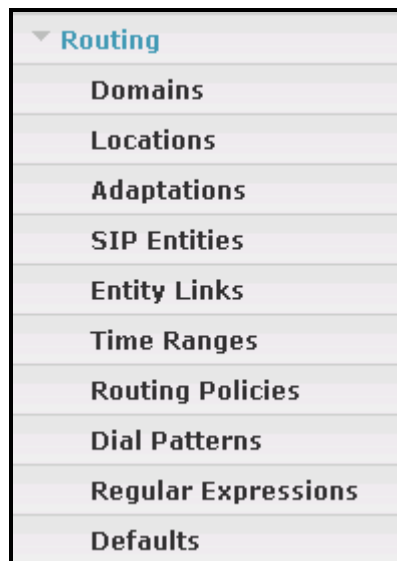 Routing
Domains
Locations
Adaptations
SIP Entities
Entity Links
Time Ranges
Routing Policies
Dial Patterns
Regular Expressions
Defaults